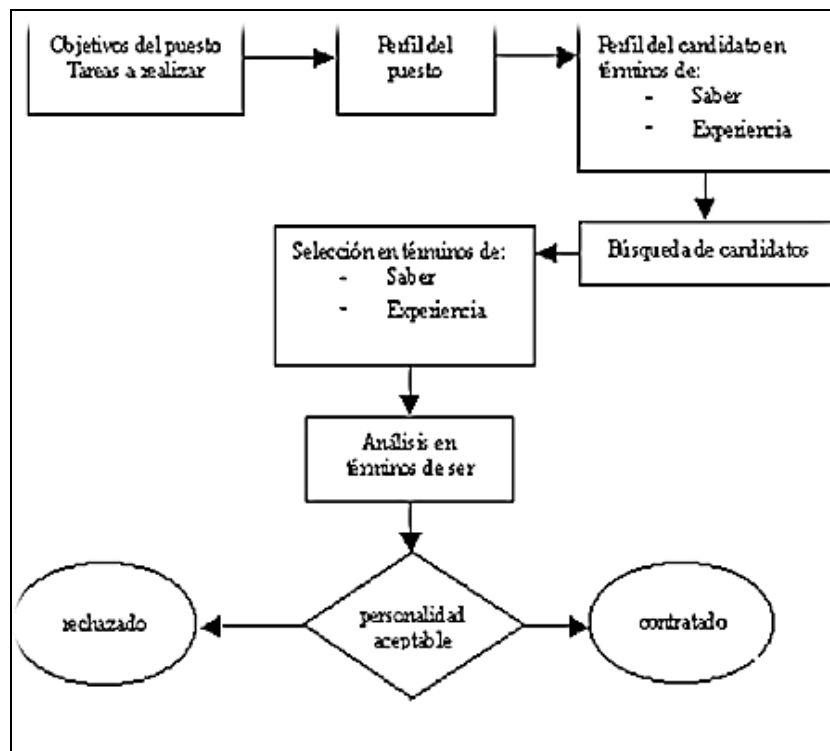 Objetivos del puesto
Tareas a realizar
Perfil del
puesto
Perfil del candidato en
términos de:
- Saber
- Experiencia
Búsqueda de candidatos
Selección en términos de:
- Saber
- Experiencia
Análisis en
términos de ser
personalidad
aceptable
rechazado
contratado